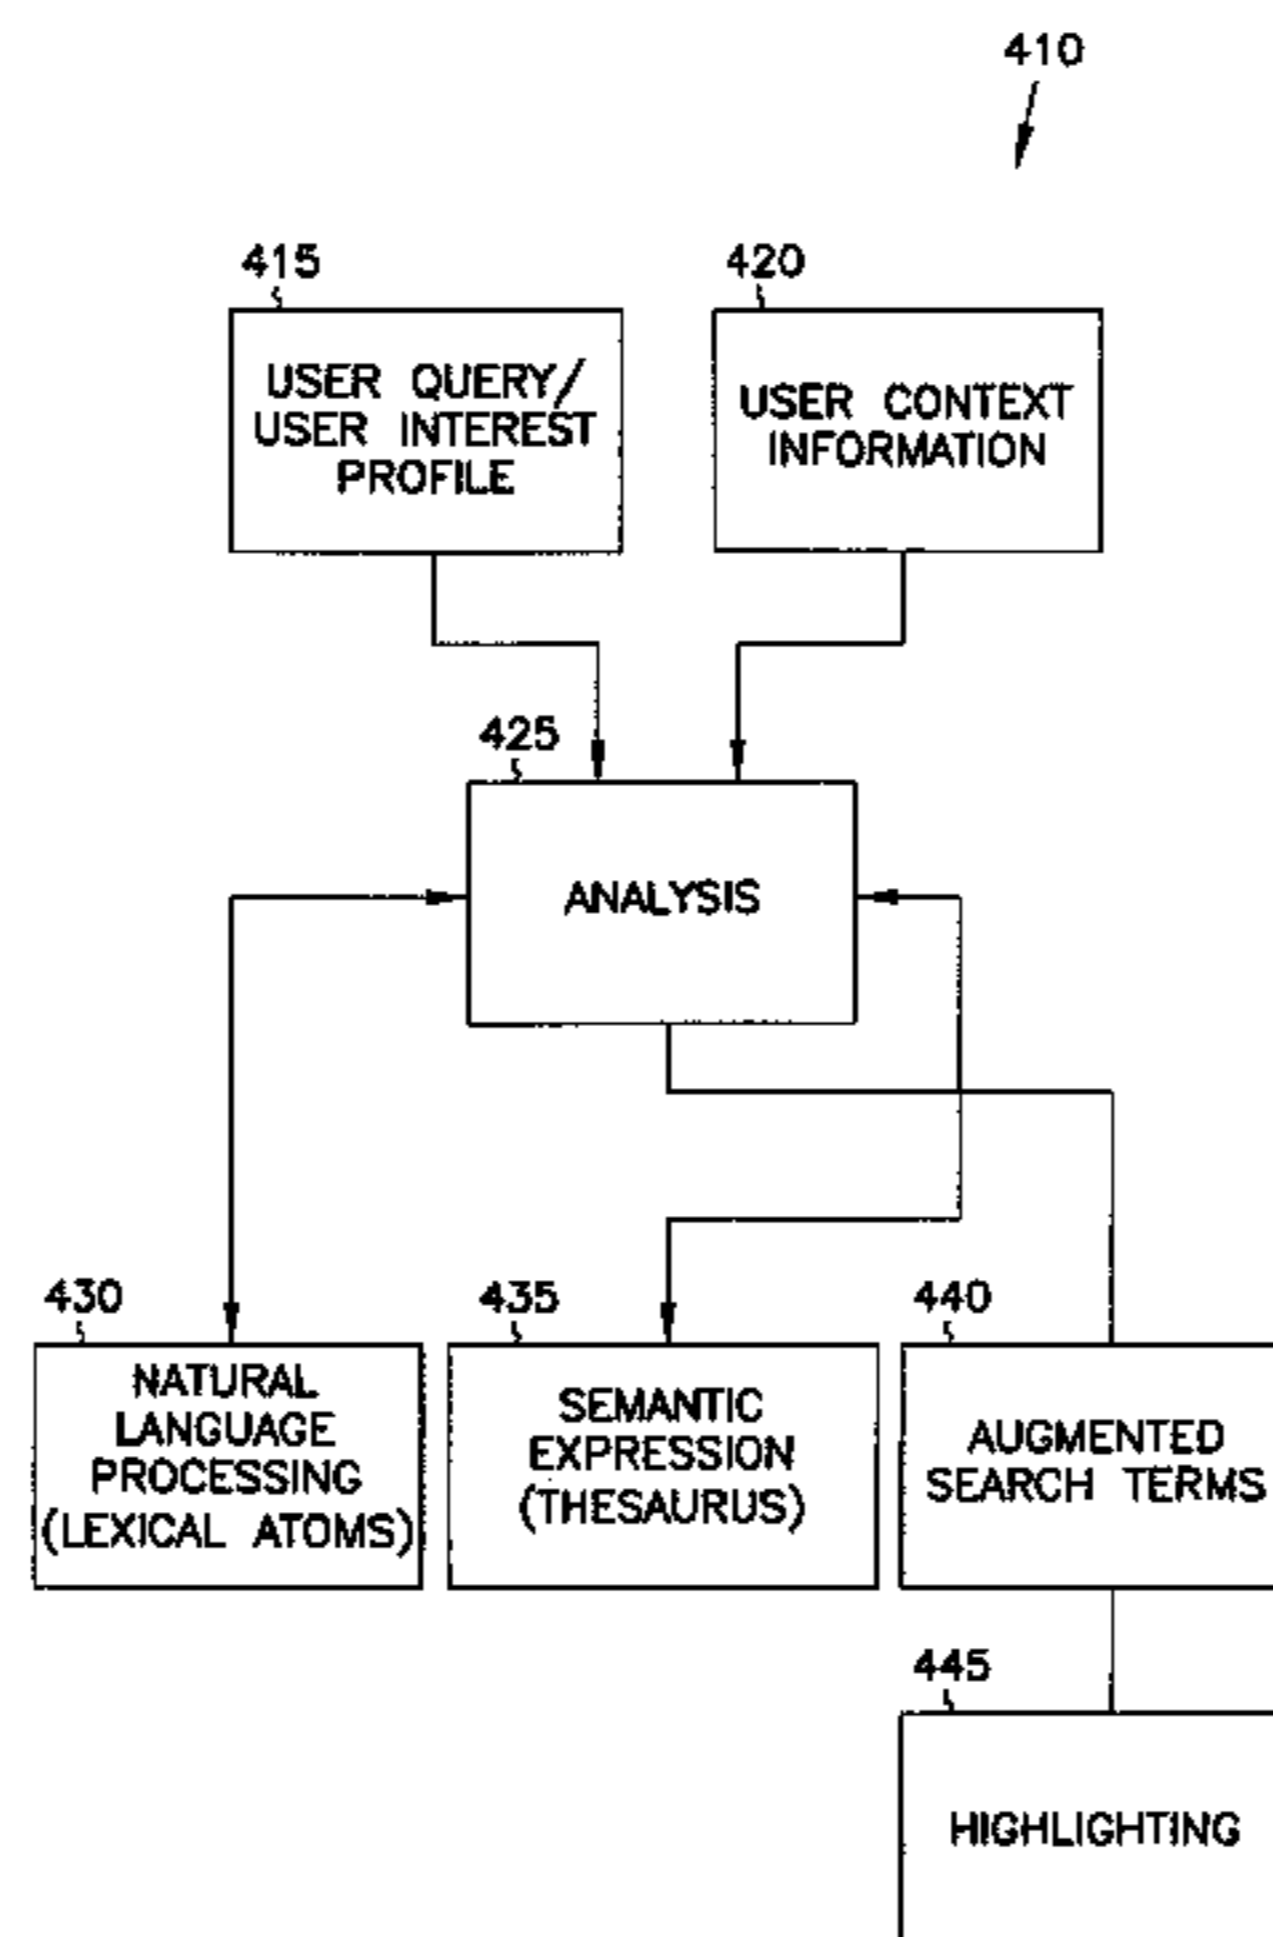 410
415
USER QUERY/
USER INTEREST
PROFILE
420
USER CONTEXT
INFORMATION
425
ANALYSIS
430
NATURAL
LANGUAGE
PROCESSING
(LEXICAL ATOMS)
435
SEMANTIC
EXPRESSION
(THESAURUS)
440
AUGMENTED
SEARCH TERMS
445
HIGHLIGHTING